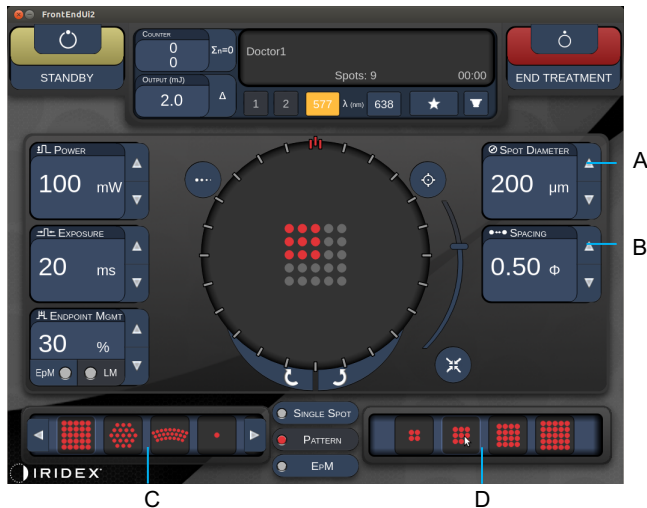 FrontEndUi2
STANDBY
COUNTER
0
0
Σn=0
OUTPUT (mJ)
2.0
Δ
Doctor1
Spots: 9
00:00
1
2
577
λ (nm)
638
END TREATMENT
POWER
100 mW
EXPOSURE
20 ms
ENDPOINT MGMT
30 %
EpM
LM
SPOT DIAMETER
200 μm
A
SPACING
0.50 Φ
B
SINGLE SPOT
PATTERN
EPM
IRIDEX
C
D